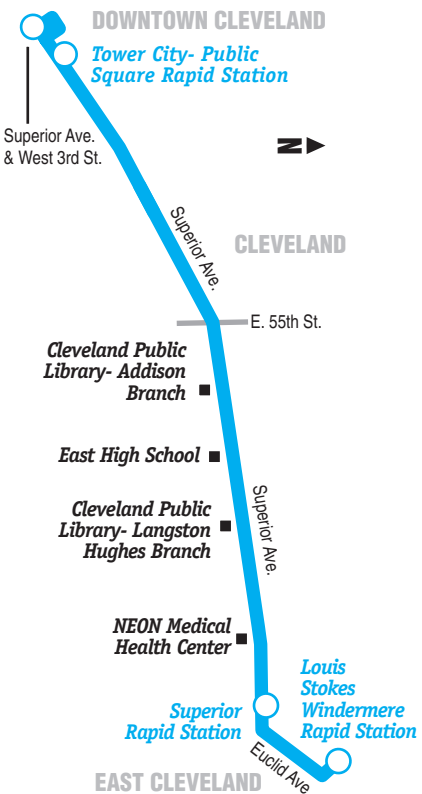 DOWNTOWN CLEVELAND
Tower City- Public
Square Rapid Station
Superior Ave.
& West 3rd St.
N
Superior Ave.
CLEVELAND
E. 55th St.
Cleveland Public
Library- Addison
Branch
East High School
Cleveland Public
Library- Langston
Hughes Branch
Superior Ave.
NEON Medical
Health Center
Louis
Stokes
Windermere
Rapid Station
Superior
Rapid Station
Euclid Ave
EAST CLEVELAND